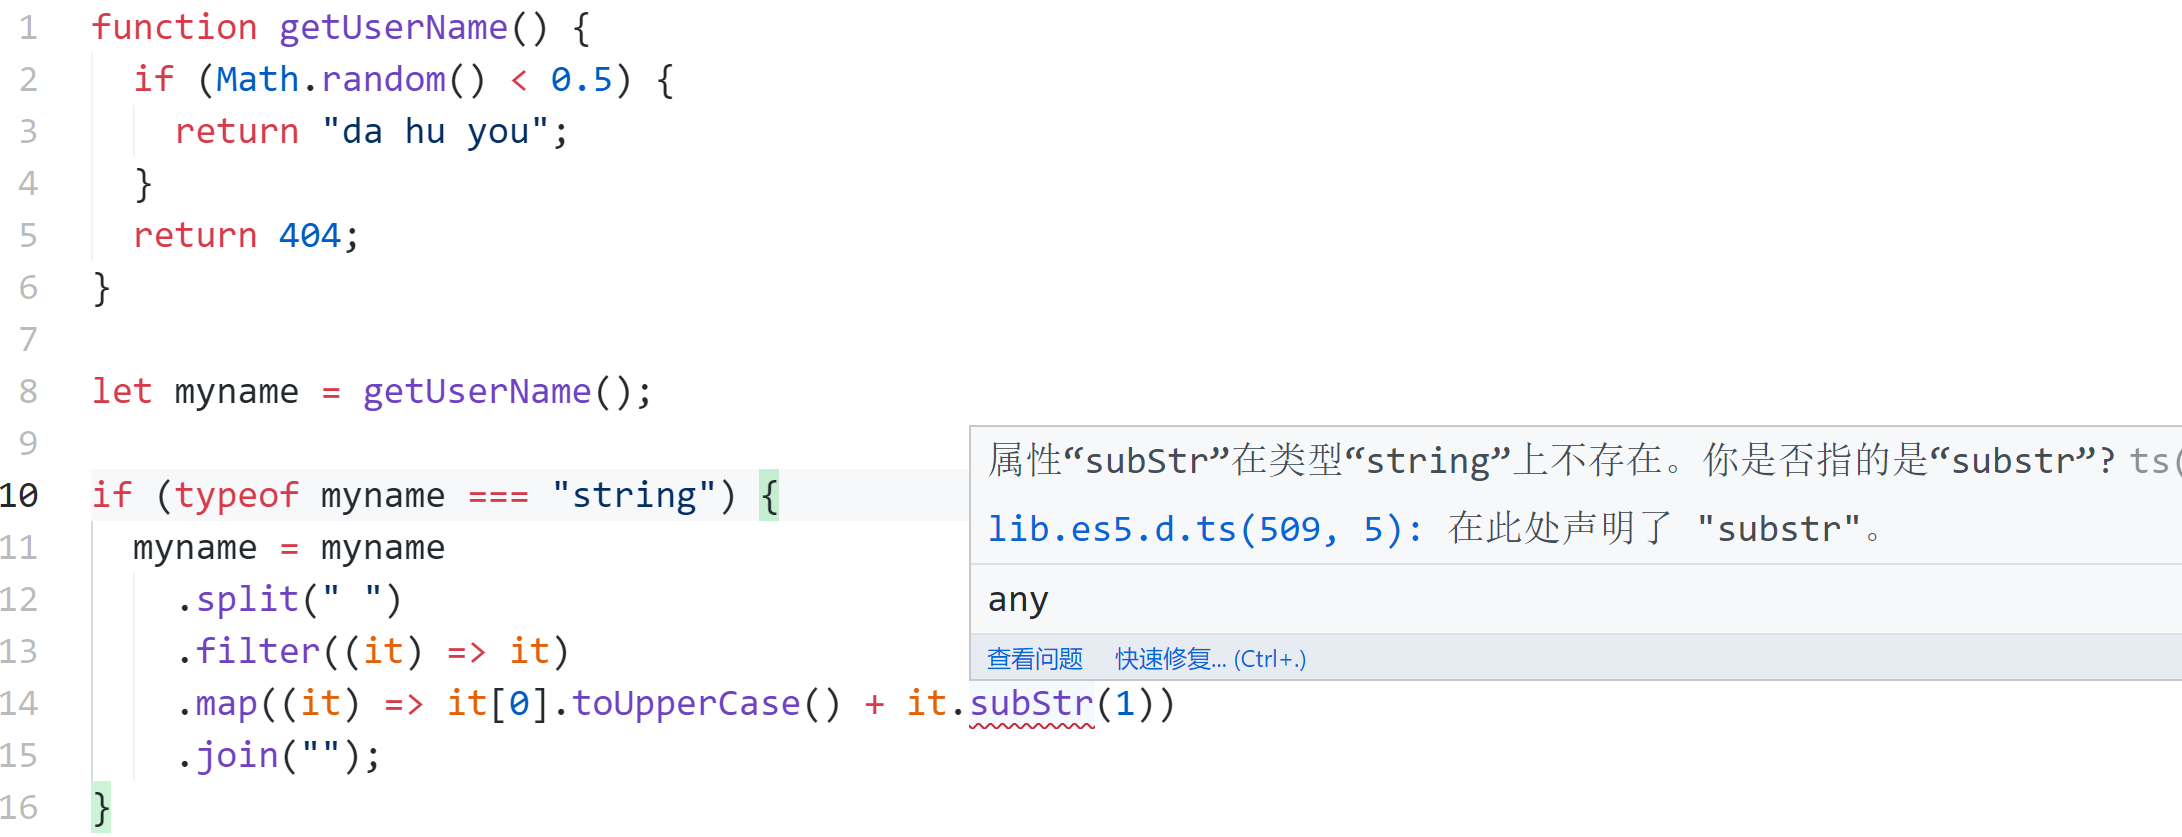 1 function getUserName() {
2   if (Math.random() < 0.5) {
3     return "da hu you";
4   }
5   return 404;
6 }
7
8 let myname = getUserName();
9
属性“subStr”在类型“string”上不存在。你是否指的是“substr”? ts(
10 if (typeof myname === "string") {
lib.es5.d.ts(509, 5): 在此处声明了 "substr"。
11   myname = myname
any
12     .split(" ")
13     .filter((it) => it)
查看问题 快速修复... (Ctrl+.)
14     .map((it) => it[0].toUpperCase() + it.subStr(1))
15     .join("");
16 }